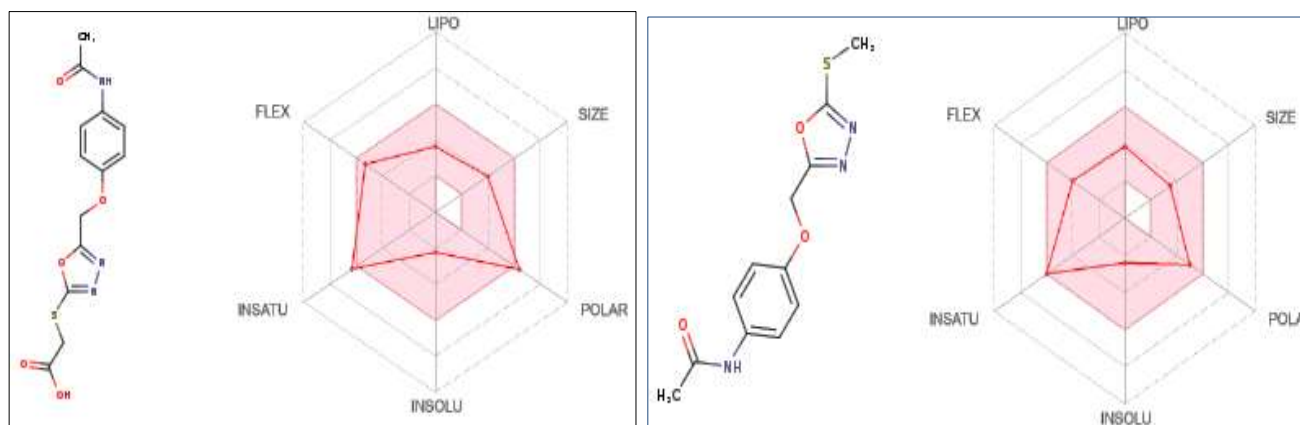 LIPO
CH₃
O
NH
FLEX
SIZE
O
O
N
N
INSATU
POLAR
S
O
OH
INSOLU
LIPO
CH₃
S
FLEX
SIZE
O
N
N
O
INSATU
POLA
O
NH
H₃C
INSOLU